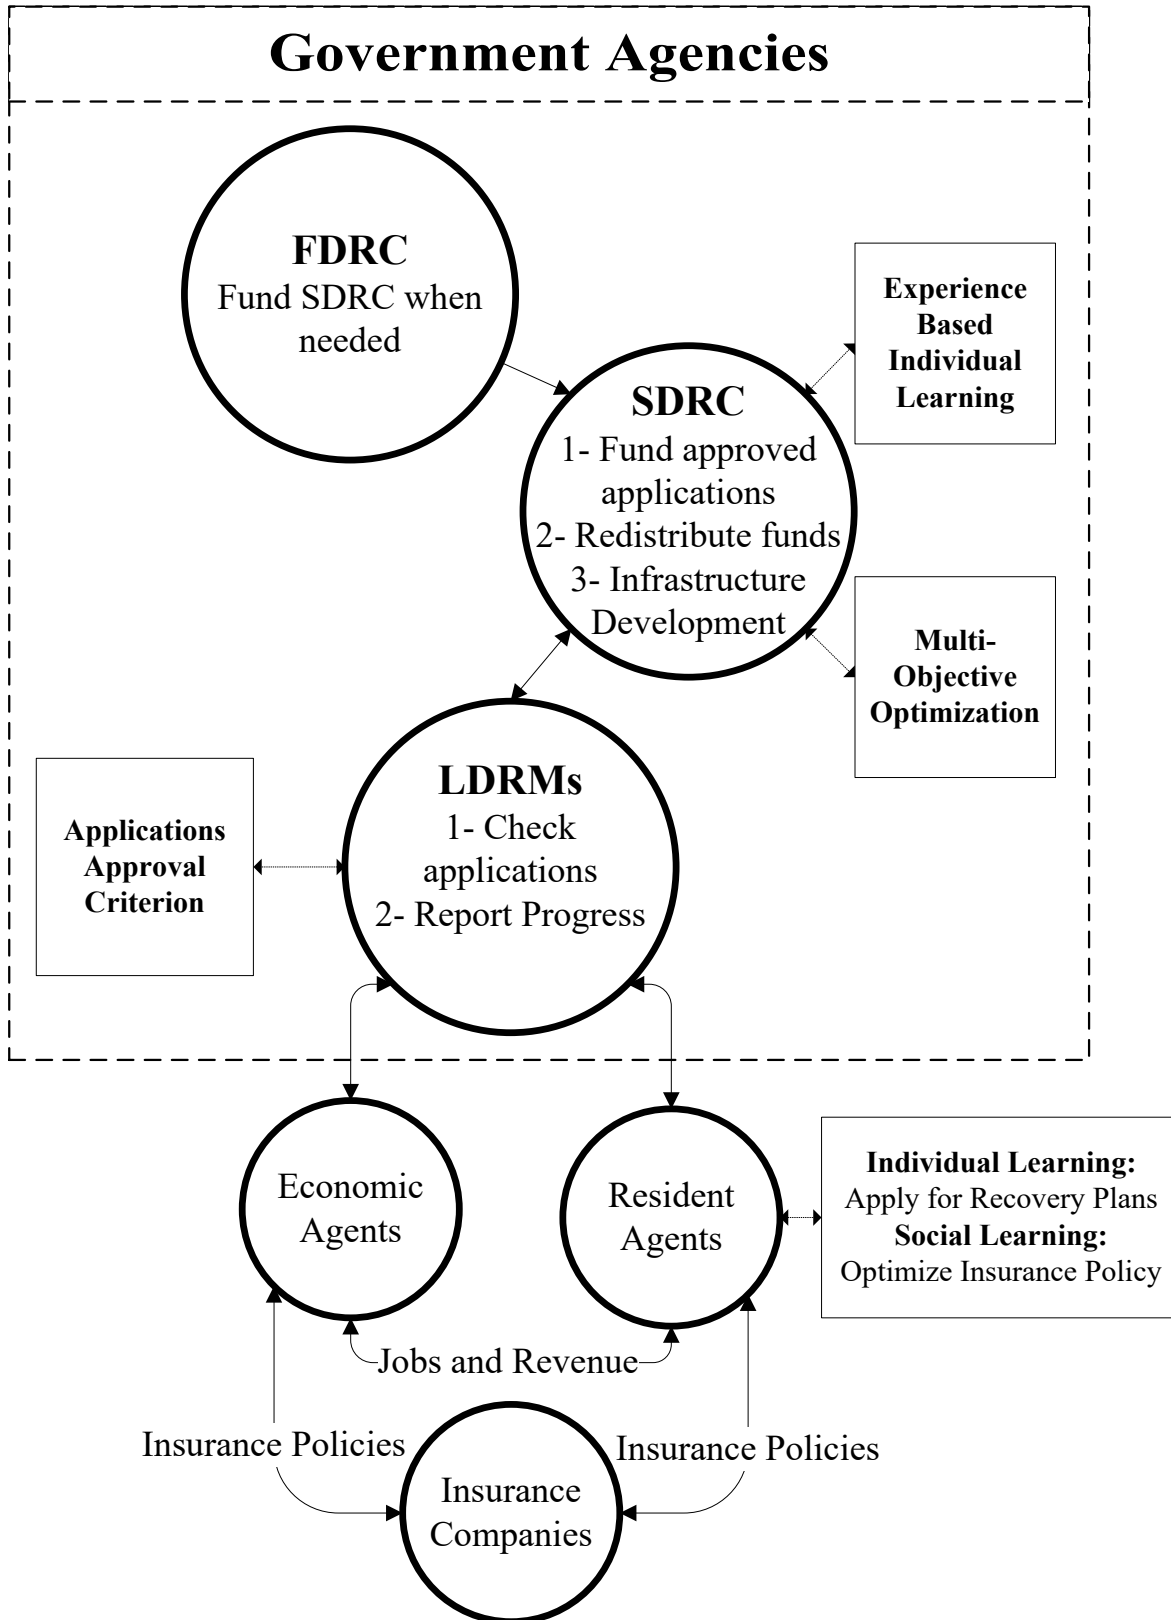 Government Agencies
FDRC
Fund SDRC when
needed
Experience
Based
Individual
Learning
SDRC
1- Fund approved
applications
2- Redistribute funds
3- Infrastructure
Development
Multi-
Objective
Optimization
LDRMs
1- Check
applications
2- Report Progress
Applications
Approval
Criterion
Economic
Agents
Resident
Agents
Individual Learning:
Apply for Recovery Plans
Social Learning:
Optimize Insurance Policy
Jobs and Revenue
Insurance Policies
Insurance Policies
Insurance
Companies